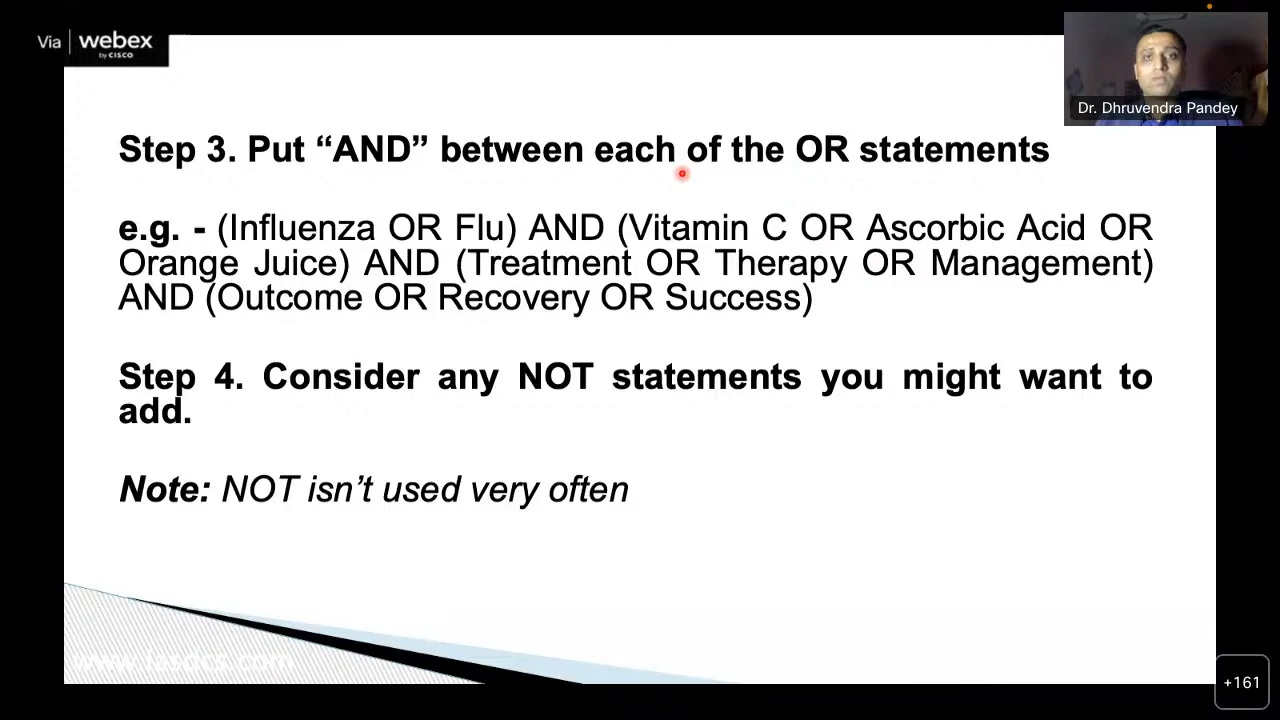 Via | webex
by CISCO
Dr. Dhruvendra Pandey
Step 3. Put “AND” between each of the OR statements
e.g. - (Influenza OR Flu) AND (Vitamin C OR Ascorbic Acid OR
Orange Juice) AND (Treatment OR Therapy OR Management)
AND (Outcome OR Recovery OR Success)
Step 4. Consider any NOT statements you might want to
add.
Note: NOT isn’t used very often
+161